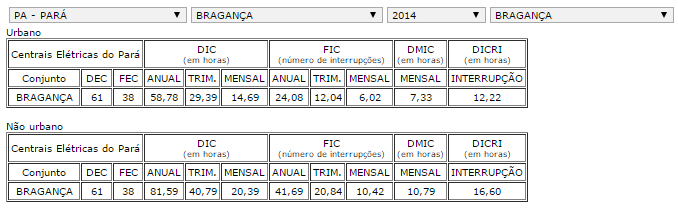 PA - PARÁ BRAGANÇA 2014 BRAGANÇA
Urbano
Centrais Elétricas do Pará DIC FIC DMIC DICRI
(em horas) (número de interrupções) (em horas) (em horas)
Conjunto DEC FEC ANUAL TRIM. MENSAL ANUAL TRIM. MENSAL MENSAL INTERRUPÇÃO
BRAGANÇA 61 38 58,78 29,39 14,69 24,08 12,04 6,02 7,33 12,22
Não urbano
Centrais Elétricas do Pará DIC FIC DMIC DICRI
(em horas) (número de interrupções) (em horas) (em horas)
Conjunto DEC FEC ANUAL TRIM. MENSAL ANUAL TRIM. MENSAL MENSAL INTERRUPÇÃO
BRAGANÇA 61 38 81,59 40,79 20,39 41,69 20,84 10,42 10,79 16,60